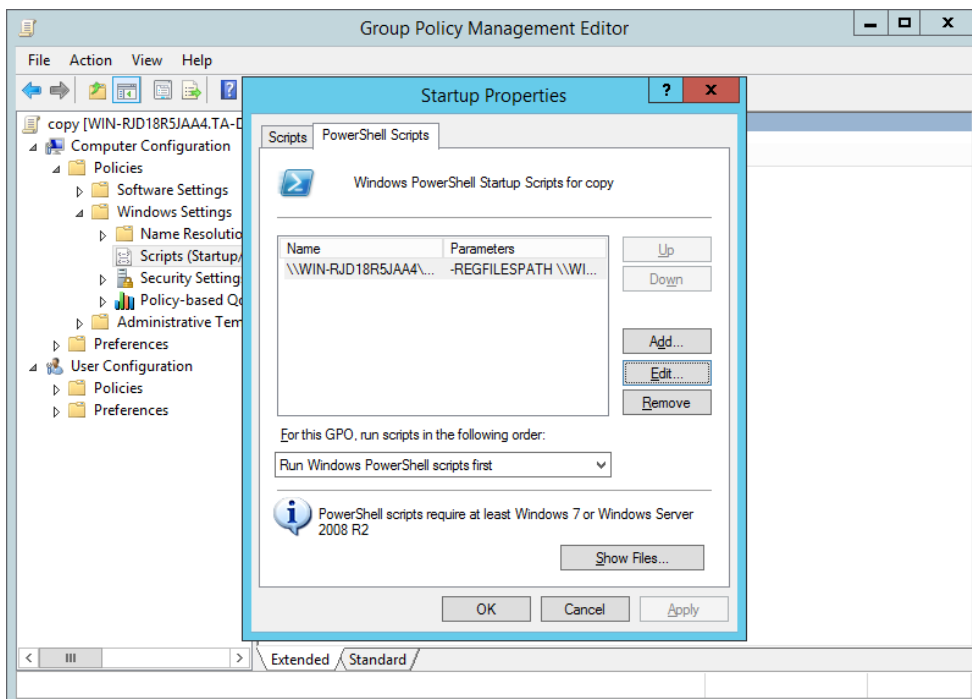 Group Policy Management Editor
File Action View Help
copy [WIN-RJD18R5JAA4.TA-D
Computer Configuration
Policies
Software Settings
Windows Settings
Name Resolutio
Scripts (Startup/
Security Setting
Policy-based Qo
Administrative Tem
Preferences
User Configuration
Policies
Preferences
Startup Properties
? x
Scripts PowerShell Scripts
Windows PowerShell Startup Scripts for copy
Name Parameters
\\WIN-RJD18R5JAA4\... -REGFILESPATH \\WI...
Up
Down
Add...
Edit...
Remove
For this GPO, run scripts in the following order:
Run Windows PowerShell scripts first
PowerShell scripts require at least Windows 7 or Windows Server
2008 R2
Show Files...
OK Cancel Apply
Extended Standard